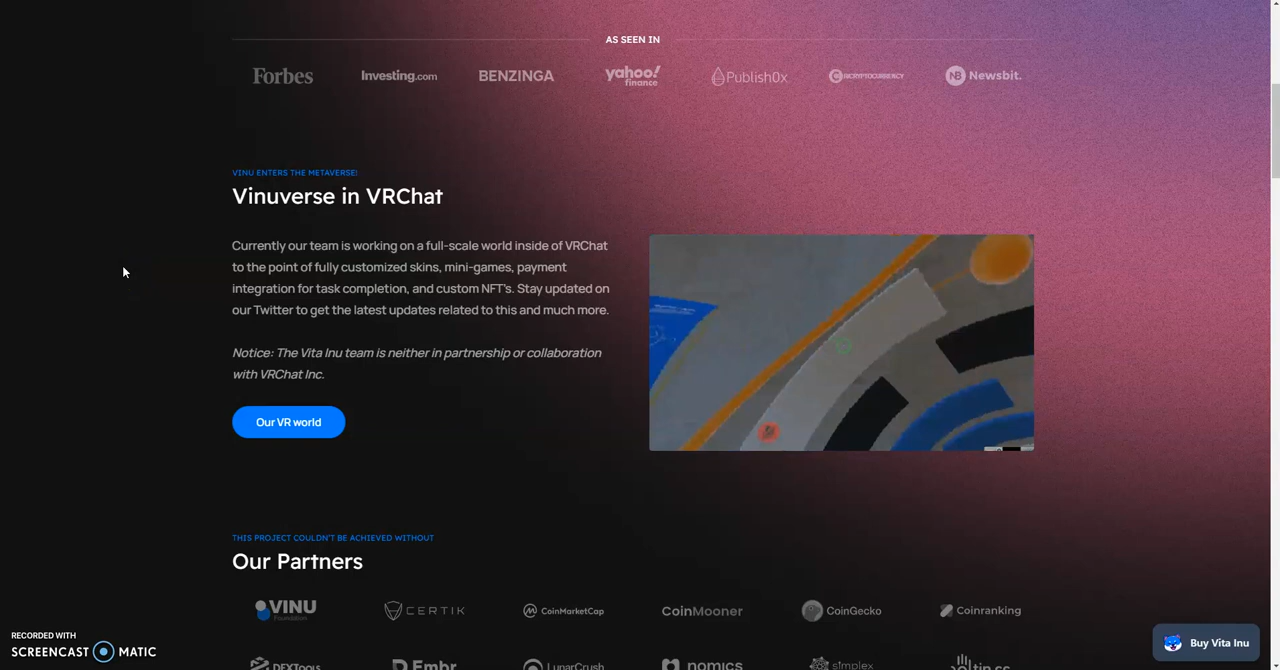 AS SEEN IN
Forbes
Investing.com
BENZINGA
yahoo!
finance
Publish0x
Newsbit.
VINU ENTERS THE METAVERSE!
Vinuverse in VRChat
Currently our team is working on a full-scale world inside of VRChat
to the point of fully customized skins, mini-games, payment
integration for task completion, and custom NFT's. Stay updated on
our Twitter to get the latest updates related to this and much more.
Notice: The Vita Inu team is neither in partnership or collaboration
with VRChat Inc.
Our VR world
THIS PROJECT COULDN'T BE ACHIEVED WITHOUT
Our Partners
VINU
Foundation
CERTIK
CoinMarketCap
CoinMooner
CoinGecko
Coinranking
DEXTools
Embr
LunarCrush
nomics
simplex
Buy Vita Inu
RECORDED WITH
SCREENCAST MATIC